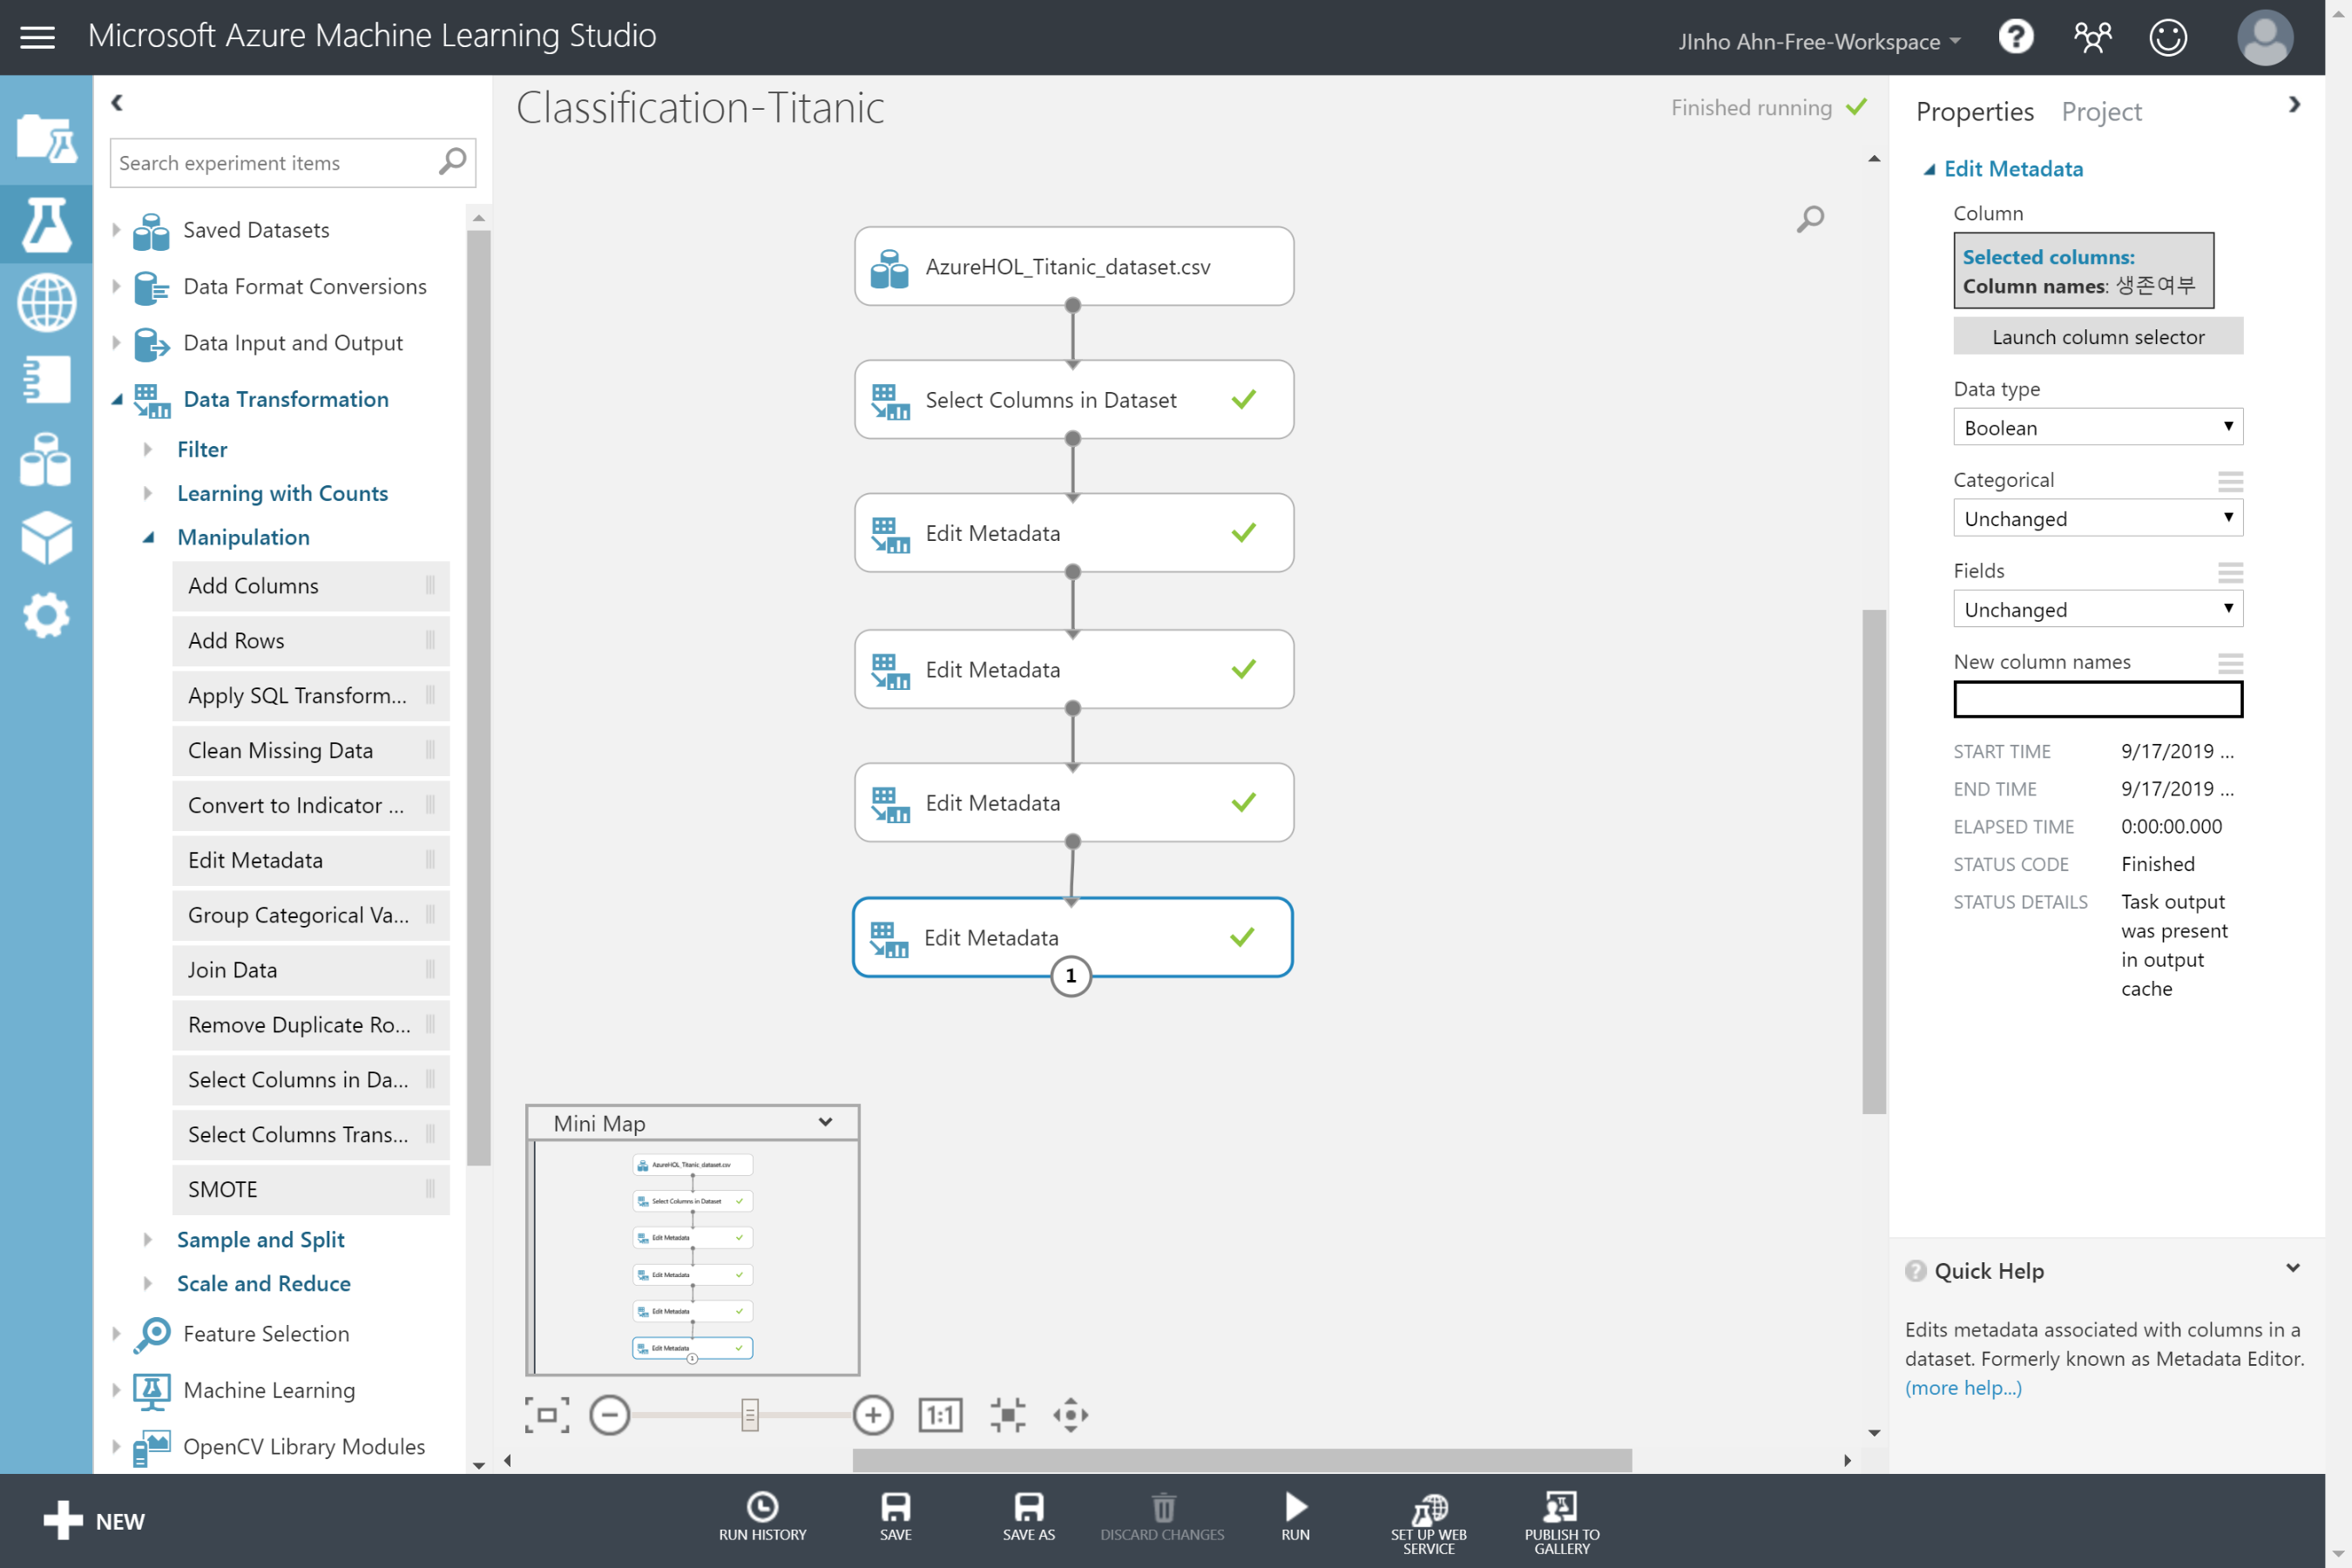 Microsoft Azure Machine Learning Studio
JInho Ahn-Free-Workspace
Search experiment items
Saved Datasets
Data Format Conversions
Data Input and Output
Data Transformation
Filter
Learning with Counts
Manipulation
Add Columns
Add Rows
Apply SQL Transform...
Clean Missing Data
Convert to Indicator ...
Edit Metadata
Group Categorical Va...
Join Data
Remove Duplicate Ro...
Select Columns in Da...
Select Columns Trans...
SMOTE
Sample and Split
Scale and Reduce
Feature Selection
Machine Learning
OpenCV Library Modules
Classification-Titanic
Finished running
AzureHOL_Titanic_dataset.csv
Select Columns in Dataset
Edit Metadata
Edit Metadata
Edit Metadata
Edit Metadata
1
Mini Map
AzureHOL_Titanic_dataset.csv
Select Columns in Dataset
Edit Metadata
Edit Metadata
Edit Metadata
Edit Metadata
1
1:1
Properties Project
Edit Metadata
Column
Selected columns:
Column names: 생존여부
Launch column selector
Data type
Boolean
Categorical
Unchanged
Fields
Unchanged
New column names
START TIME 9/17/2019 ...
END TIME 9/17/2019 ...
ELAPSED TIME 0:00:00.000
STATUS CODE Finished
STATUS DETAILS Task output
was present
in output
cache
Quick Help
Edits metadata associated with columns in a
dataset. Formerly known as Metadata Editor.
(more help...)
NEW
RUN HISTORY
SAVE
SAVE AS
DISCARD CHANGES
RUN
SET UP WEB
SERVICE
PUBLISH TO
GALLERY